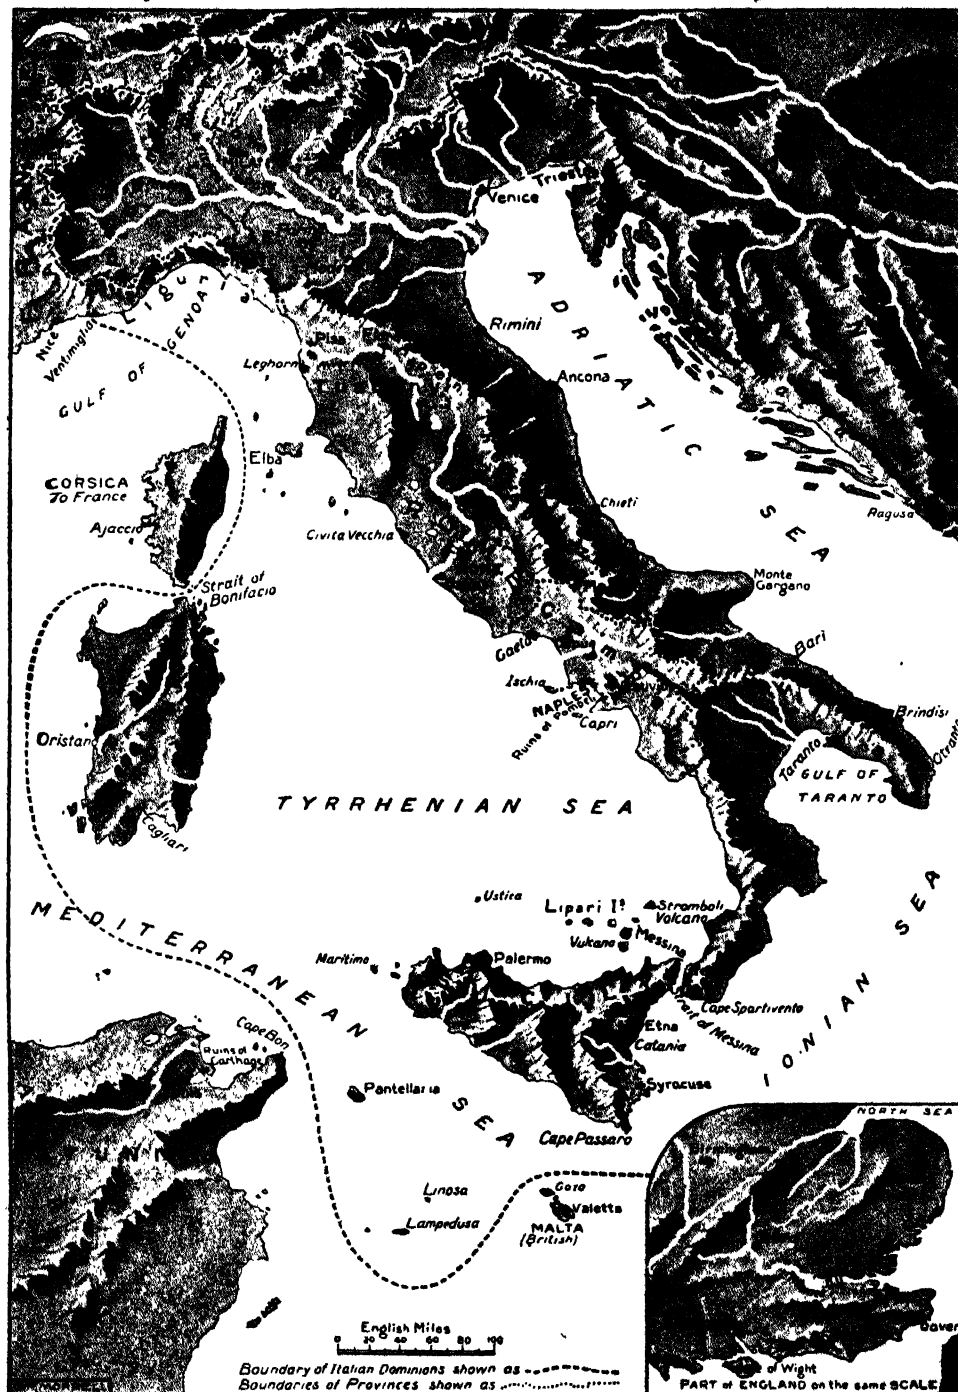 Venice
Trieste
ADRIATIC SEA
Liguria
GULF OF GENOA
Nice
Ventimiglia
Rimini
Pisa
Leghorn
Ancona
Elba
CORSICA
To France
Ajaccio
Chieti
Ragusa
Civita Vecchia
Strait of
Bonifacio
Monte
Gargano
Gaeta
Bari
Ischia
NAPLES
Ruins of Pompeii
Capri
Brindisi
Otranto
Taranto
GULF OF
TARANTO
Oristano
Cagliari
TYRRHENIAN SEA
MEDITERRANEAN SEA
Ustica
Lipari Iˢ
Stromboli
Volcano
Vulcano
Messina
Maritimo
Palermo
Cape Spartivento
Strait of Messina
IONIAN SEA
Etna
Catania
Syracuse
Cape Passaro
Cape Bon
Ruins of
Carthage
Pantellaria
Linosa
Lampedusa
Gozo
Valetta
MALTA
(British)
NORTH SEA
Dover
of Wight
PART of ENGLAND on the same SCALE
English Miles
0 20 40 60 80 100
Boundary of Italian Dominions shown as
Boundaries of Provinces shown as